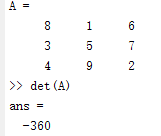 A =
8 1 6
3 5 7
4 9 2
>> det(A)
ans =
-360